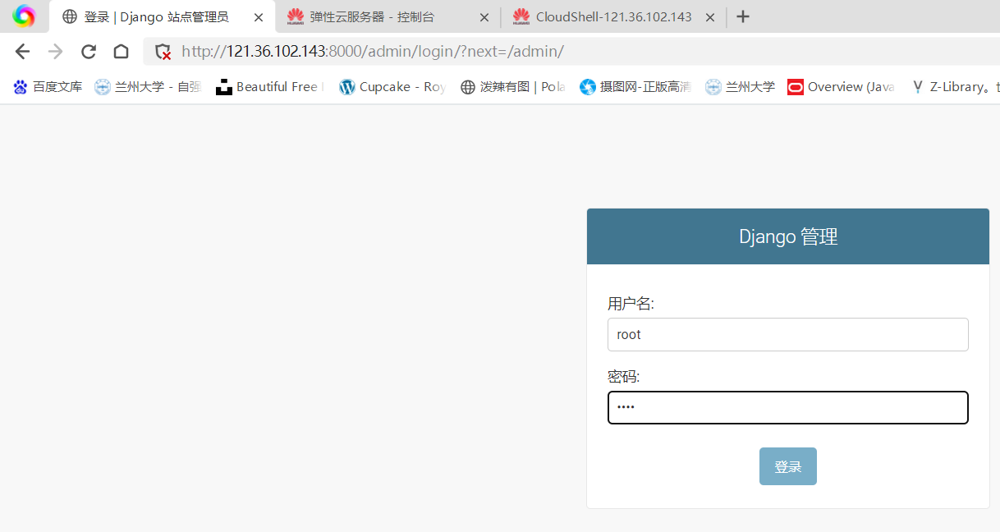 登录 | Django 站点管理员
弹性云服务器 - 控制台
CloudShell-121.36.102.143
http://121.36.102.143:8000/admin/login/?next=/admin/
百度文库 兰州大学 - 自强 Beautiful Free Cupcake - Roy 泼辣有图 | Pola 摄图网-正版高清 兰州大学 Overview (Java Z-Library。
Django 管理
用户名:
root
密码:
••••
登录